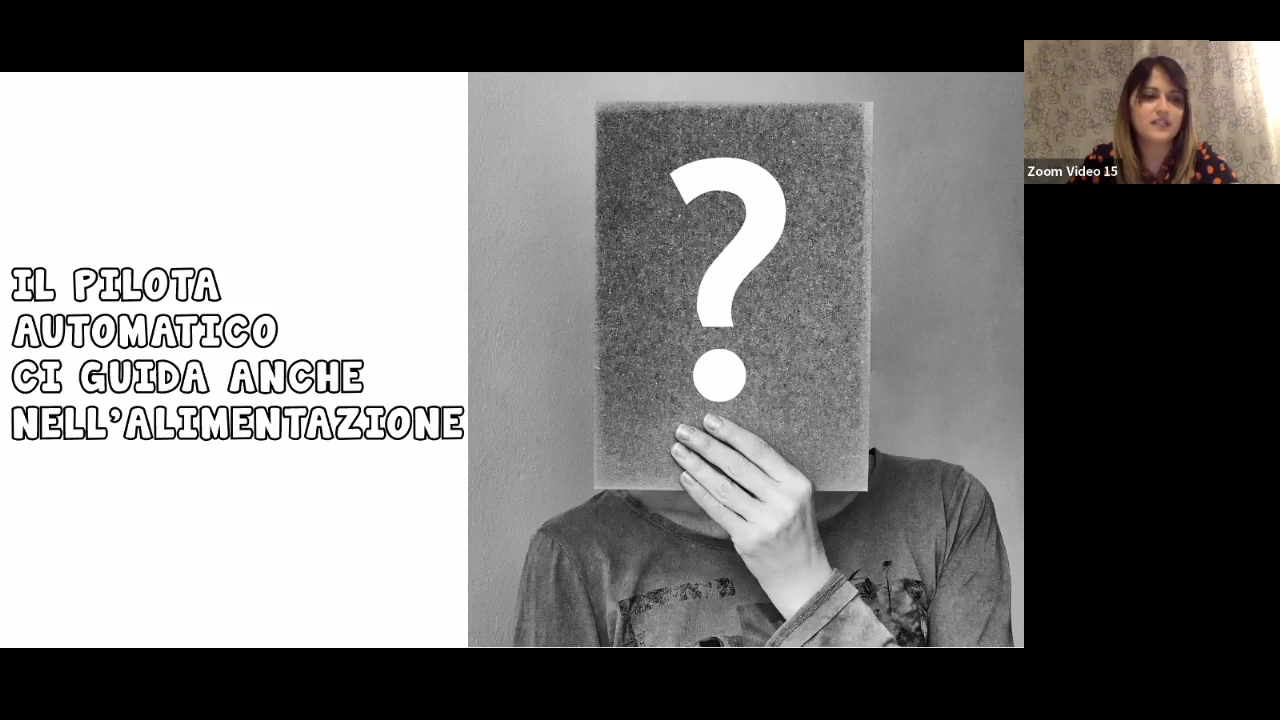 IL PILOTA
AUTOMATICO
CI GUIDA ANCHE
NELL'ALIMENTAZIONE
?
Zoom Video 15